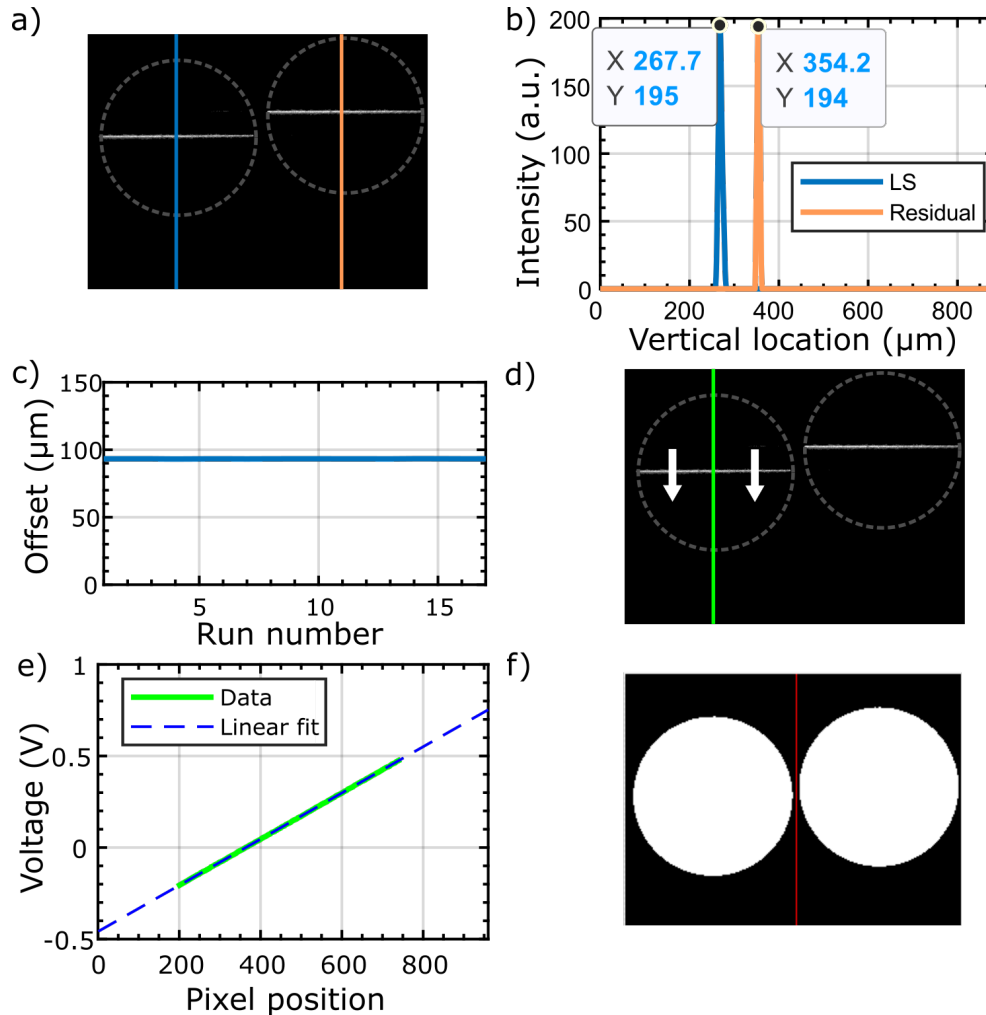 a)
b)
200
150
100
50
0
Intensity (a.u.)
X 267.7
Y 195
X 354.2
Y 194
LS
Residual
0 200 400 600 800
Vertical location (µm)
c)
150
100
50
0
Offset (µm)
5 10 15
Run number
d)
e)
1
0.5
0
-0.5
Voltage (V)
Data
Linear fit
0 200 400 600 800
Pixel position
f)